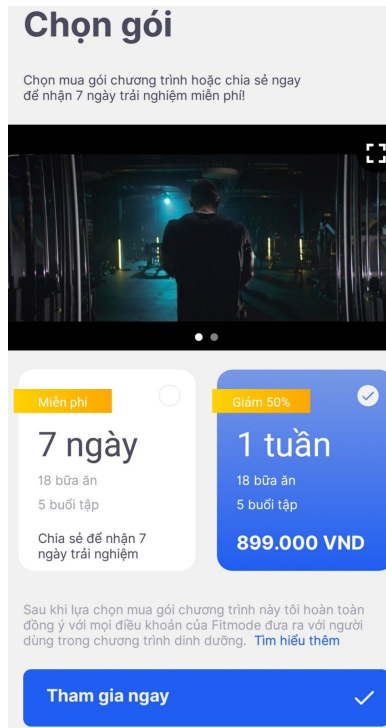 Chọn gói
Chọn mua gói chương trình hoặc chia sẻ ngay
để nhận 7 ngày trải nghiệm miễn phí!
Miễn phí
7 ngày
18 bữa ăn
5 buổi tập
Chia sẻ để nhận 7
ngày trải nghiệm
Giảm 50%
1 tuần
18 bữa ăn
5 buổi tập
899.000 VND
Sau khi lựa chọn mua gói chương trình này tôi hoàn toàn
đồng ý với mọi điều khoản của Fitmode đưa ra với người
dùng trong chương trình dinh dưỡng. Tìm hiểu thêm
Tham gia ngay